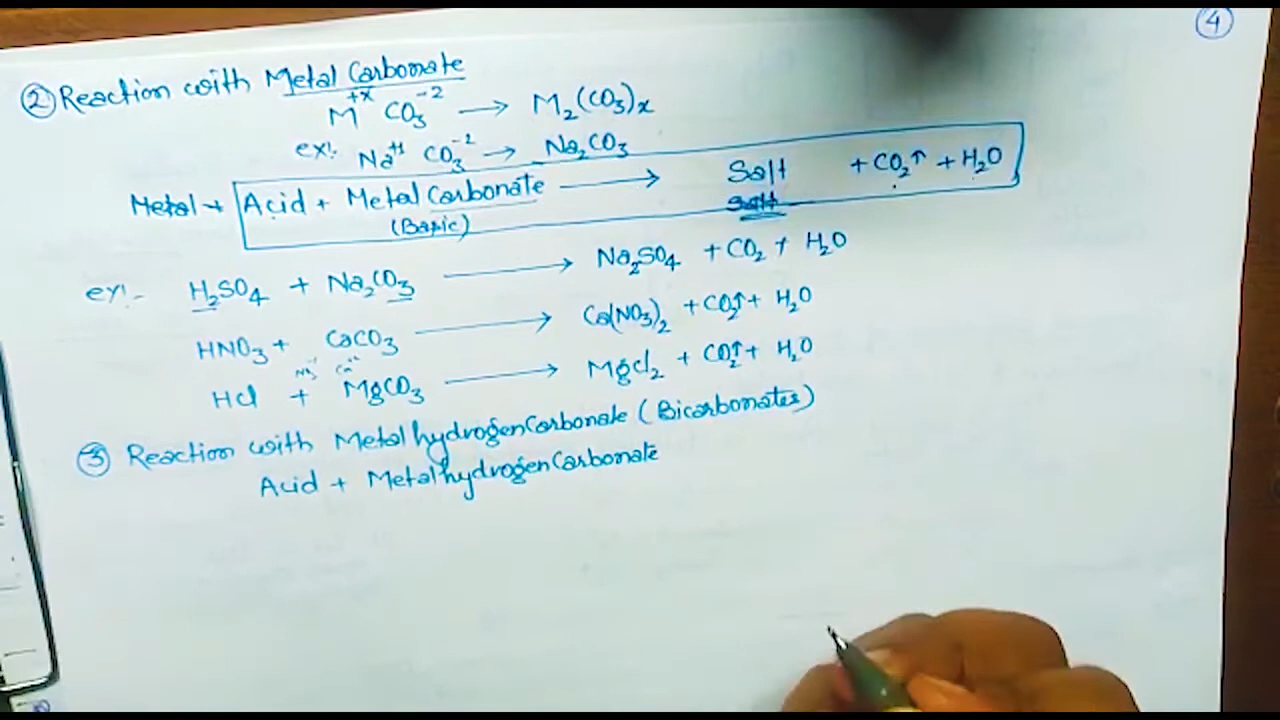 ④
② Reaction with Metal Carbonate
M⁺ˣ CO₃⁻² → M₂(CO₃)ₓ
ex:- Na⁺¹ CO₃⁻² → Na₂CO₃
Metal + Acid + Metal Carbonate → Salt + CO₂↑ + H₂O
(Basic) Salt
ex:- H₂SO₄ + Na₂CO₃ → Na₂SO₄ + CO₂ + H₂O
HNO₃ + CaCO₃ → Ca(NO₃)₂ + CO₂↑ + H₂O
HCl + MgCO₃ → MgCl₂ + CO₂↑ + H₂O
③ Reaction with Metal hydrogen Carbonate (Bicarbonates)
Acid + Metal hydrogen Carbonate